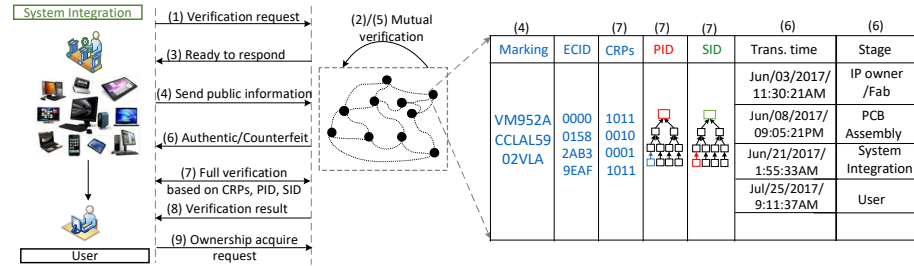 System Integration
User
(1) Verification request
(3) Ready to respond
(4) Send public information
(6) Authentic/Counterfeit
(7) Full verification
based on CRPs, PID, SID
(8) Verification result
(9) Ownership acquire
request
(2)/(5) Mutual
verification
(4) (7) (7) (7) (6) (6)
Marking ECID CRPs PID SID Trans. time Stage
VM952A
CCLAL59
02VLA
0000
0158
2AB3
9EAF
1011
0010
0001
1011
Jun/03/2017/
11:30:21AM
IP owner
/Fab
Jun/08/2017/
09:05:21PM
PCB
Assembly
Jun/21/2017/
1:55:33AM
System
Integration
Jul/25/2017/
9:11:37AM
User